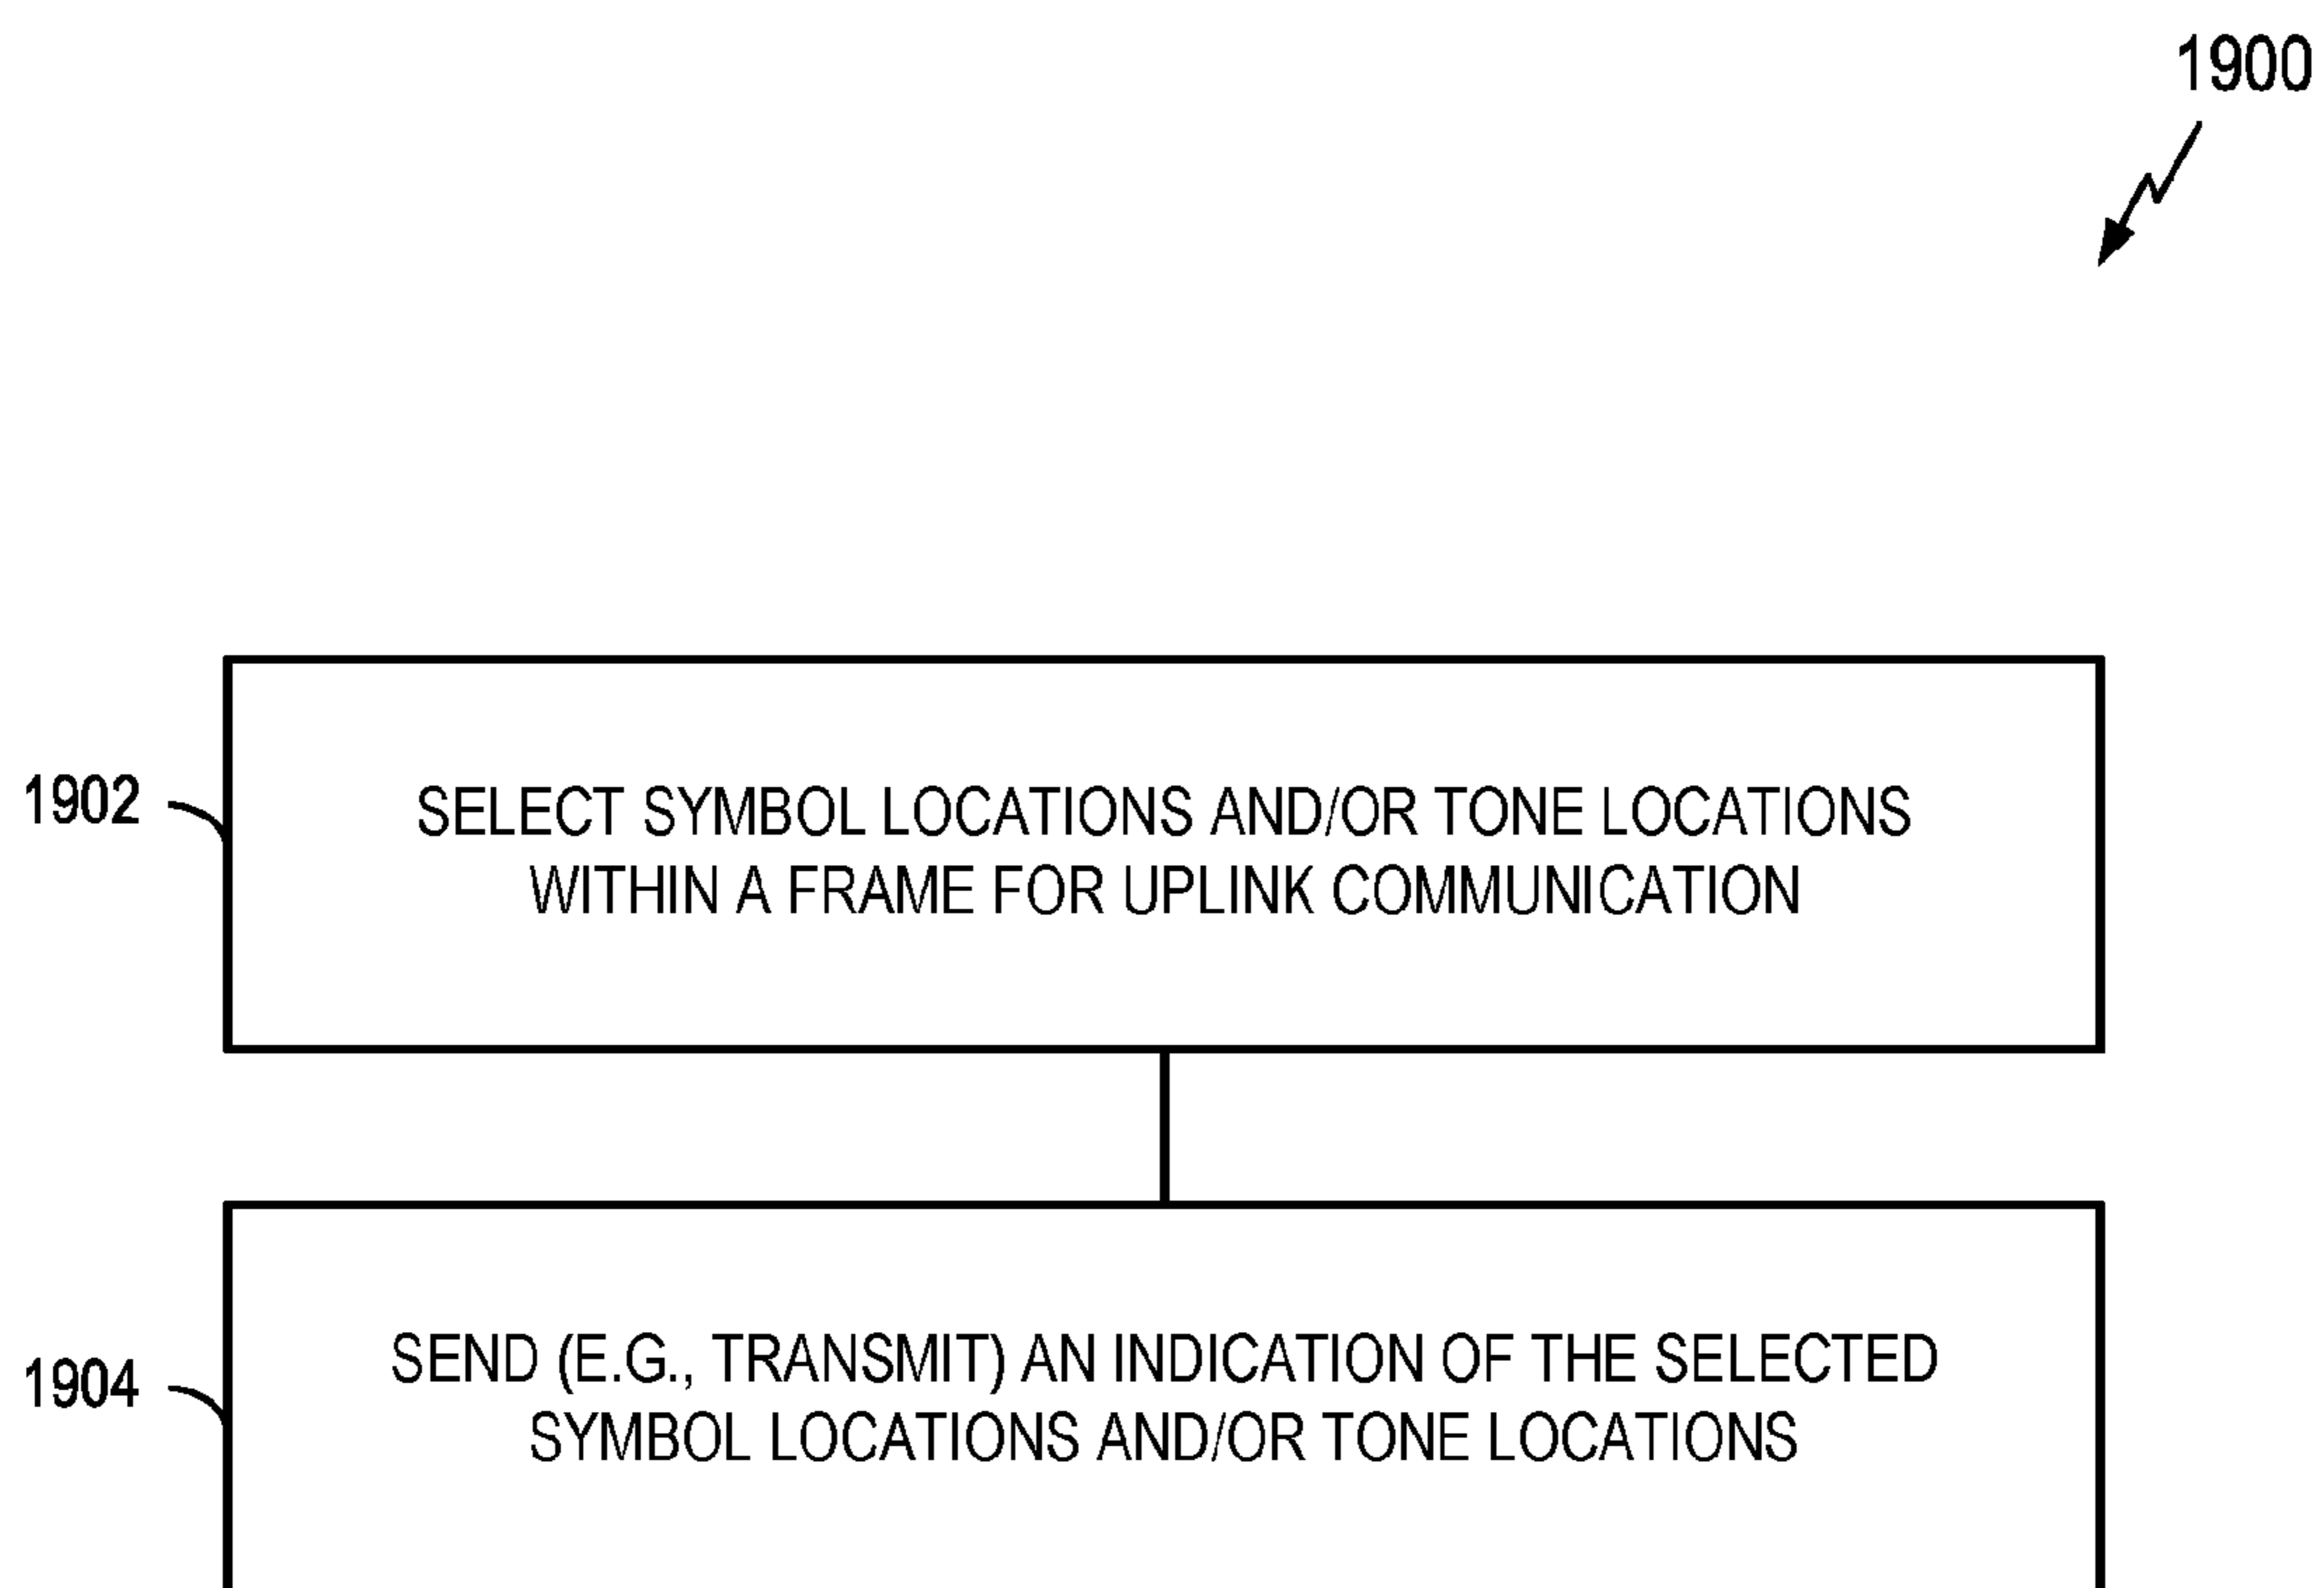 1900
1902
SELECT SYMBOL LOCATIONS AND/OR TONE LOCATIONS
WITHIN A FRAME FOR UPLINK COMMUNICATION
1904
SEND (E.G., TRANSMIT) AN INDICATION OF THE SELECTED
SYMBOL LOCATIONS AND/OR TONE LOCATIONS